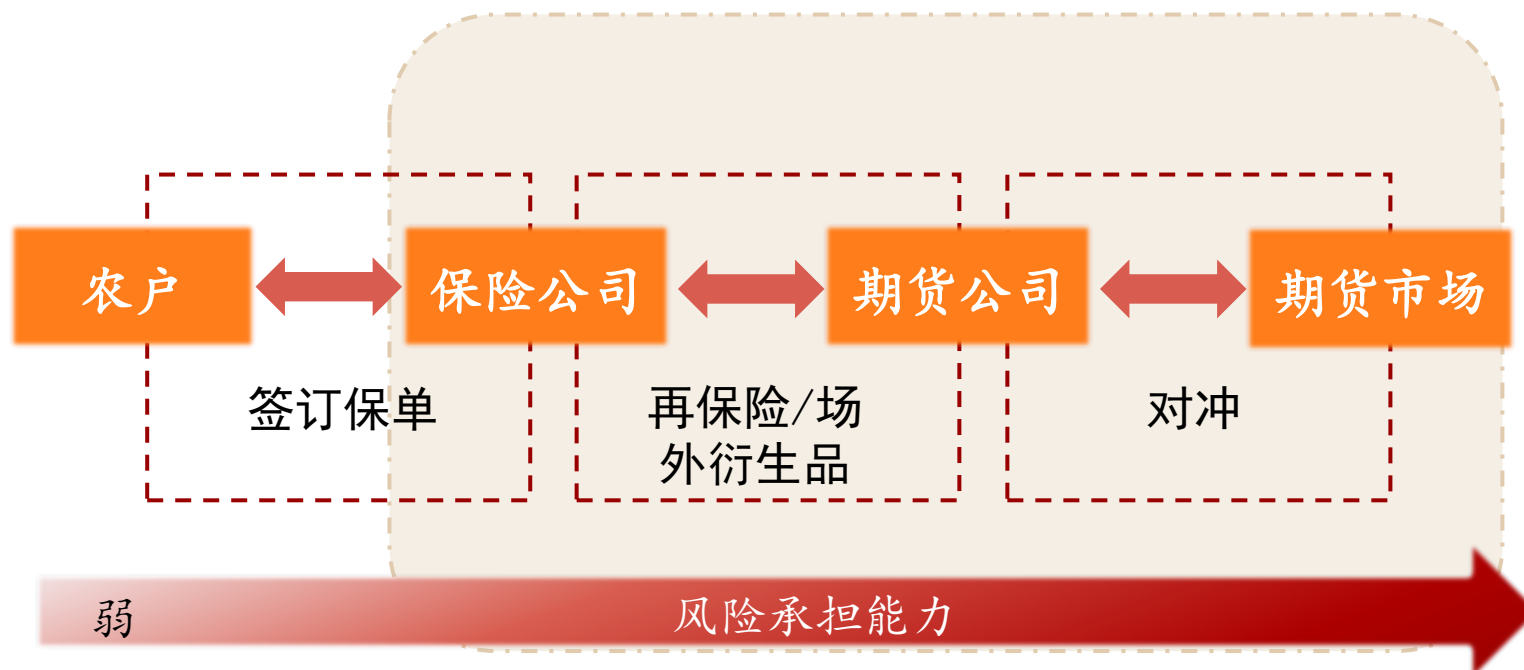 农户
保险公司
期货公司
期货市场
签订保单
再保险/场
外衍生品
对冲
弱
风险承担能力